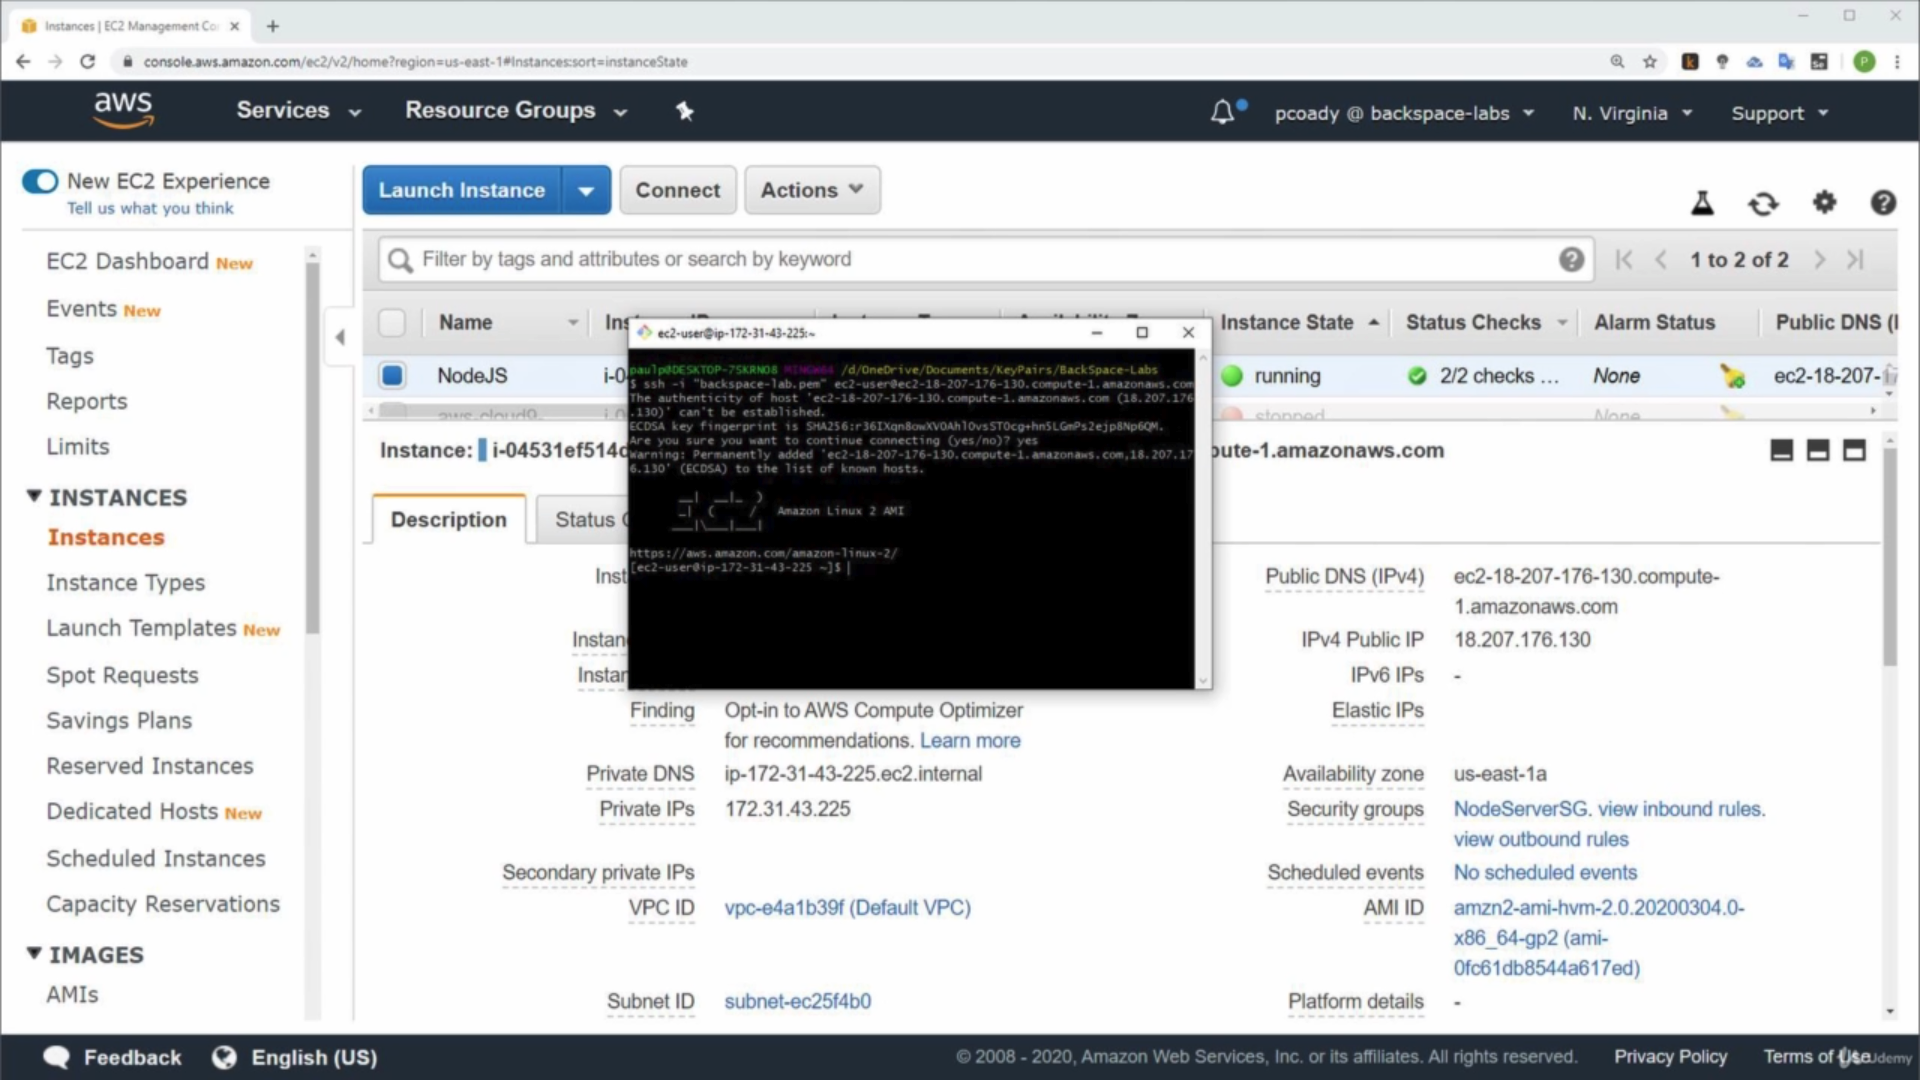 Instances | EC2 Management Co
console.aws.amazon.com/ec2/v2/home?region=us-east-1#Instances:sort=instanceState
aws
Services
Resource Groups
pcoady @ backspace-labs
N. Virginia
Support
New EC2 Experience
Tell us what you think
EC2 Dashboard New
Events New
Tags
Reports
Limits
INSTANCES
Instances
Instance Types
Launch Templates New
Spot Requests
Savings Plans
Reserved Instances
Dedicated Hosts New
Scheduled Instances
Capacity Reservations
IMAGES
AMIs
Launch Instance
Connect
Actions
Filter by tags and attributes or search by keyword
1 to 2 of 2
Name
Instance State
Status Checks
Alarm Status
Public DNS (I
NodeJS
i-0
running
2/2 checks ...
None
ec2-18-207-
aws-cloud9-
stopped
None
Instance: i-04531ef514d
pute-1.amazonaws.com
Description
Status
ec2-user@ip-172-31-43-225:~
paulp@DESKTOP-7SKRNO8 MINGW64 /d/OneDrive/Documents/KeyPairs/BackSpace-Labs
$ ssh -i "backspace-lab.pem" ec2-user@ec2-18-207-176-130.compute-1.amazonaws.com
The authenticity of host 'ec2-18-207-176-130.compute-1.amazonaws.com (18.207.176
.130)' can't be established.
ECDSA key fingerprint is
Are you sure you want to continue connecting (yes/no)? yes
Warning: Permanently added 'ec2-18-207-176-130.compute-1.amazonaws.com,18.207.17
6.130' (ECDSA) to the list of known hosts.
Amazon Linux 2 AMI
https://aws.amazon.com/amazon-linux-2/
[ec2-user@ip-172-31-43-225 ~]$
Inst
Instan
Instan
Finding
Opt-in to AWS Compute Optimizer
for recommendations. Learn more
Private DNS
ip-172-31-43-225.ec2.internal
Private IPs
172.31.43.225
Secondary private IPs
VPC ID
vpc-e4a1b39f (Default VPC)
Subnet ID
subnet-ec25f4b0
Public DNS (IPv4)
ec2-18-207-176-130.compute-
1.amazonaws.com
IPv4 Public IP
18.207.176.130
IPv6 IPs
-
Elastic IPs
Availability zone
us-east-1a
Security groups
NodeServerSG. view inbound rules.
view outbound rules
Scheduled events
No scheduled events
AMI ID
amzn2-ami-hvm-2.0.20200304.0-
x86_64-gp2 (ami-
0fc61db8544a617ed)
Platform details
-
Feedback
English (US)
© 2008 - 2020, Amazon Web Services, Inc. or its affiliates. All rights reserved.
Privacy Policy
Terms of Use
Udemy